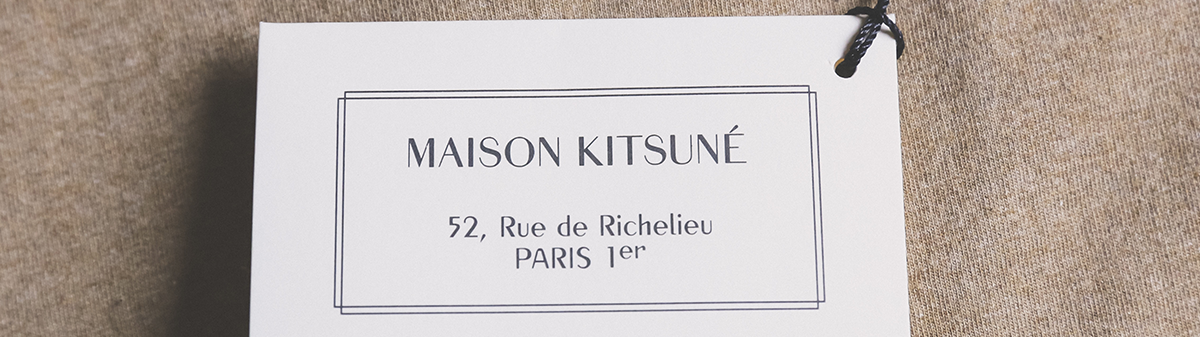 MAISON KITSUNÉ
52, Rue de Richelieu
PARIS 1er